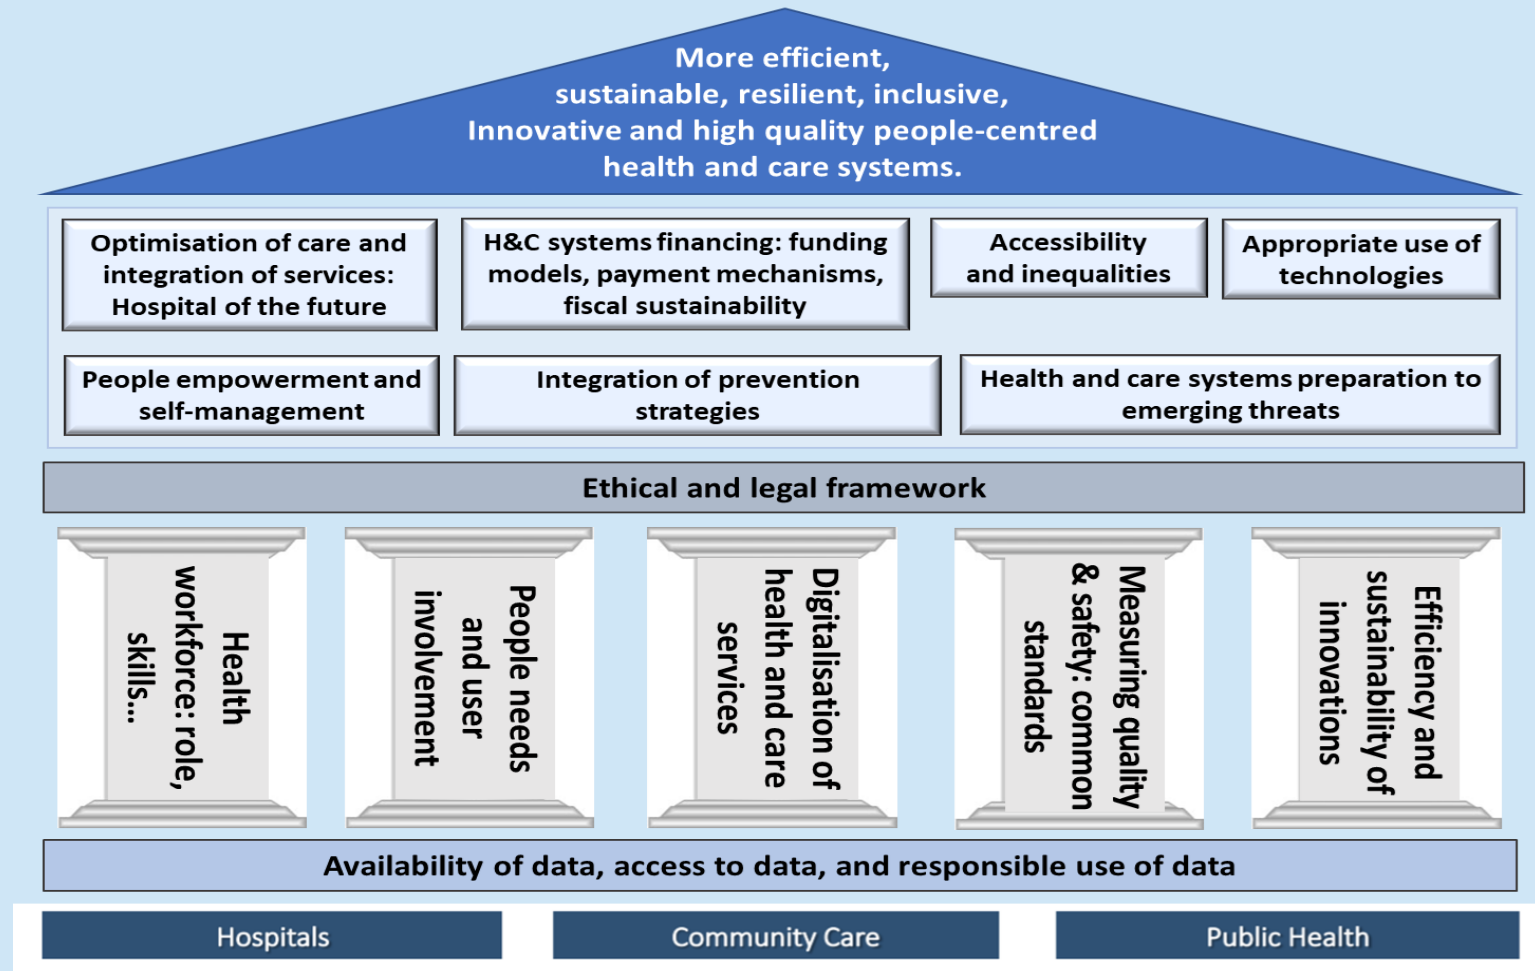 More efficient,
sustainable, resilient, inclusive,
Innovative and high quality people-centred
health and care systems.
Optimisation of care and
integration of services:
Hospital of the future
H&C systems financing: funding
models, payment mechanisms,
fiscal sustainability
Accessibility
and inequalities
Appropriate use of
technologies
People empowerment and
self-management
Integration of prevention
strategies
Health and care systems preparation to
emerging threats
Ethical and legal framework
Health
workforce: role,
skills...
People needs
and user
involvement
Digitalisation of
health and care
services
Measuring quality
& safety: common
standards
Efficiency and
sustainability of
innovations
Availability of data, access to data, and responsible use of data
Hospitals
Community Care
Public Health